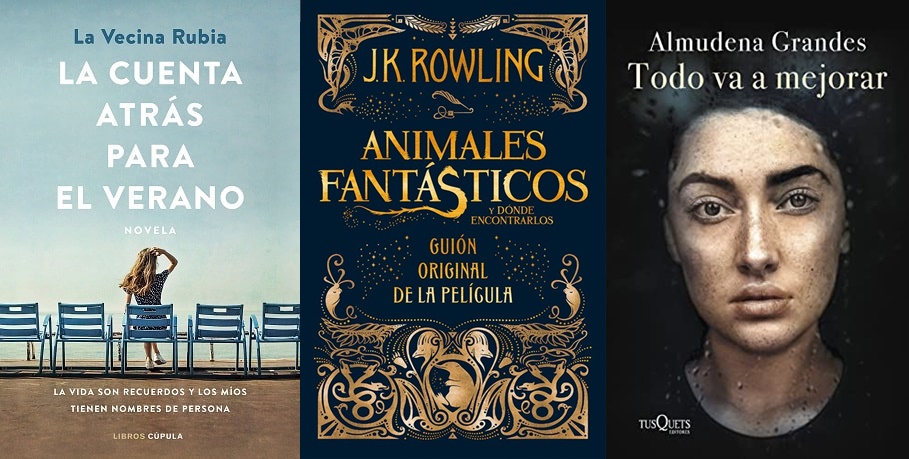 La Vecina Rubia
LA CUENTA
ATRÁS
PARA
EL VERANO
NOVELA
LA VIDA SON RECUERDOS Y LOS MÍOS
TIENEN NOMBRES DE PERSONA
LIBROS CÚPULA
J.K. ROWLING
ANIMALES
FANTÁSTICOS
Y DÓNDE
ENCONTRARLOS
GUIÓN
ORIGINAL
DE LA PELÍGULA
Almudena Grandes
Todo va a mejorar
TUSQUETS
EDITORES